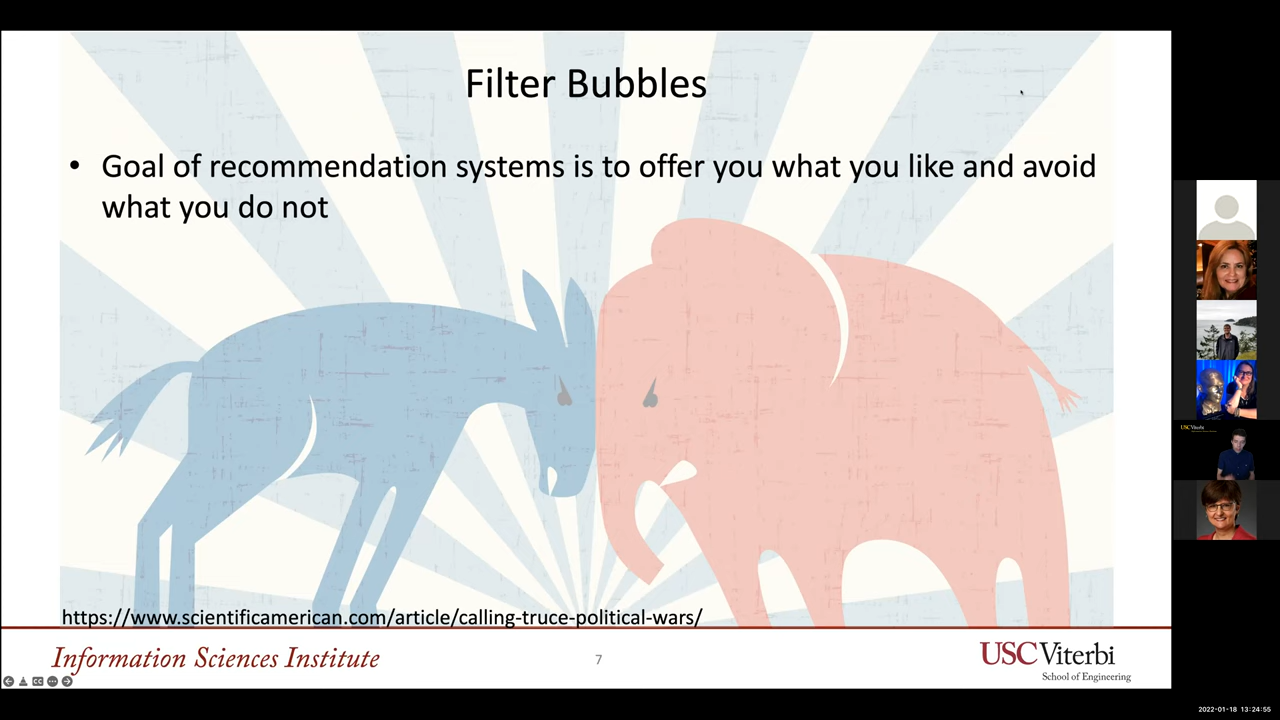 Filter Bubbles
• Goal of recommendation systems is to offer you what you like and avoid
what you do not
https://www.scientificamerican.com/article/calling-truce-political-wars/
Information Sciences Institute
7
USC Viterbi
School of Engineering
USC Viterbi
2022-01-18 13:24:55